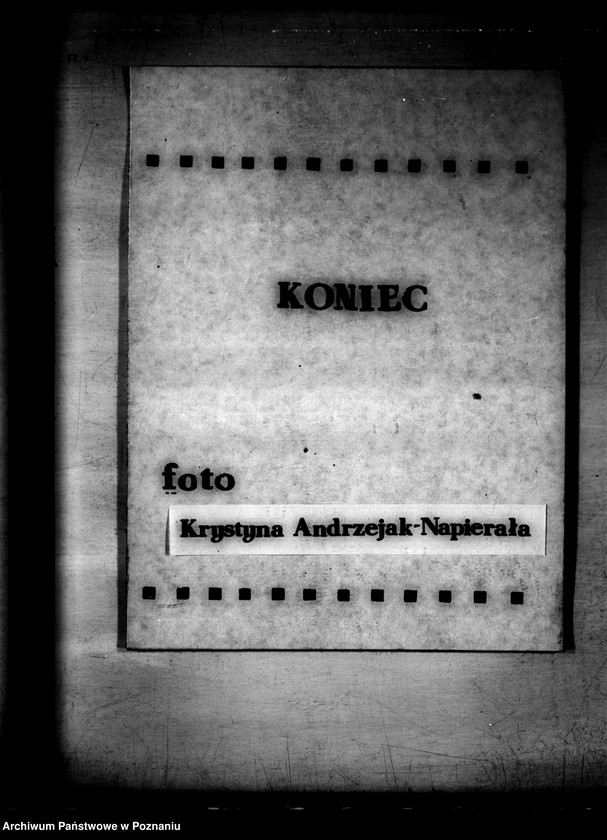 KONIEC
foto
Krystyna Andrzejak-Napierała
Archiwum Państwowe w Poznaniu